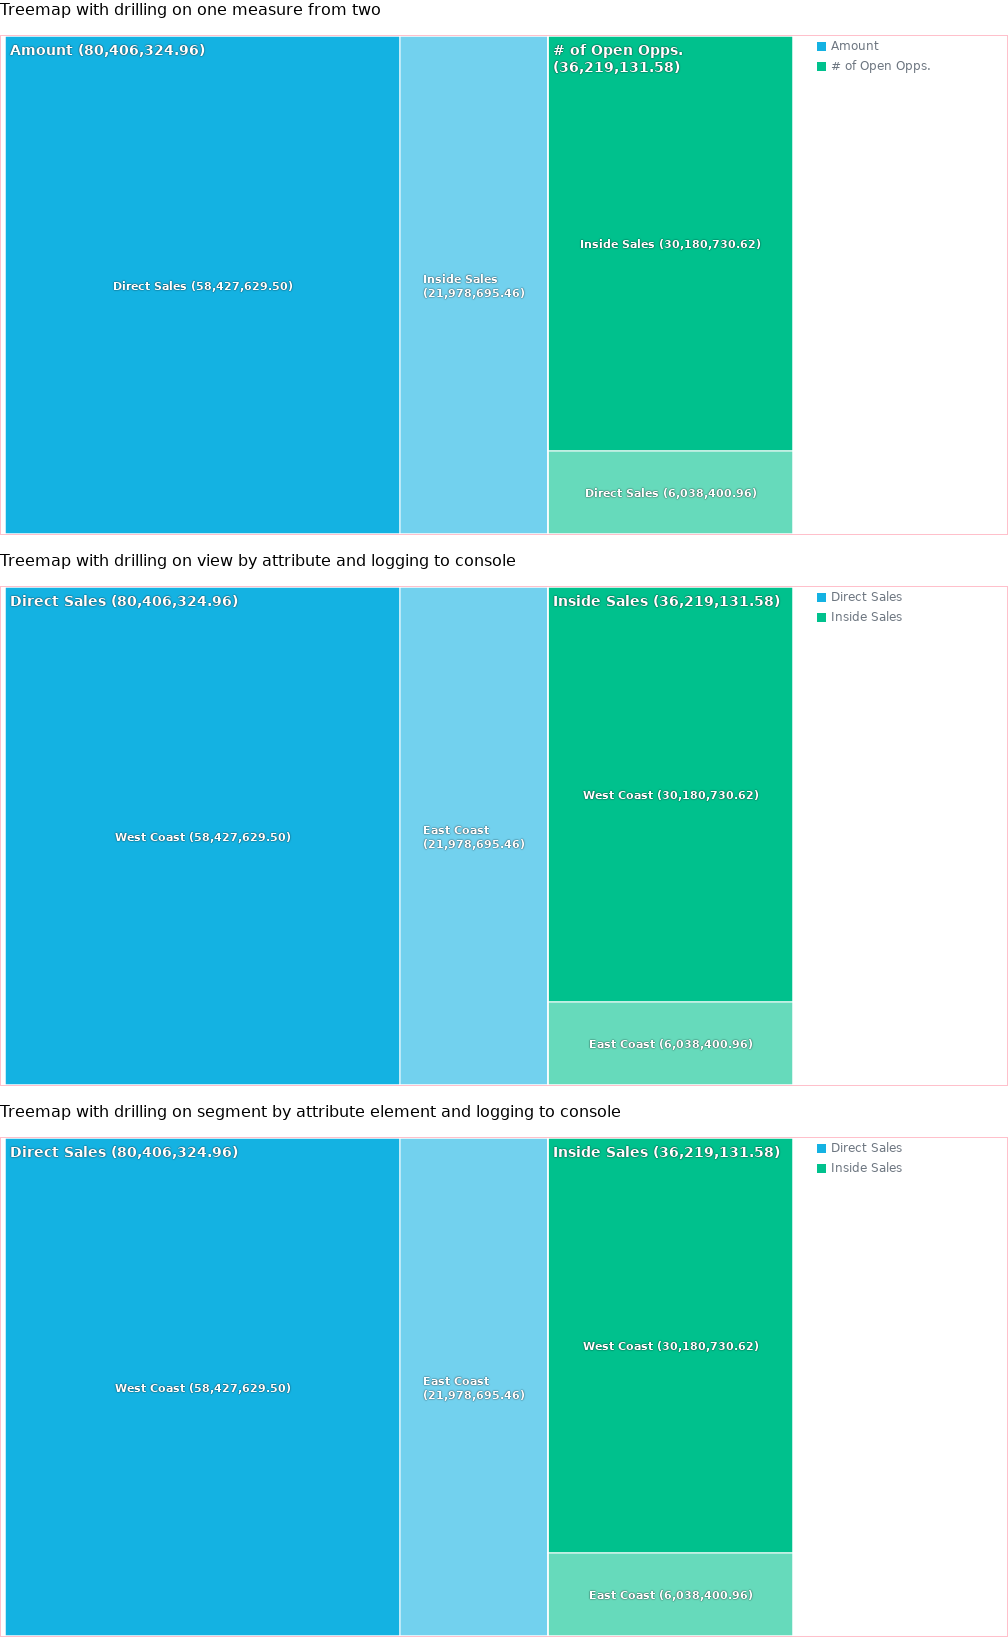 Treemap with drilling on one measure from two
Amount (80,406,324.96)
Direct Sales (58,427,629.50)
Inside Sales
(21,978,695.46)
# of Open Opps.
(36,219,131.58)
Inside Sales (30,180,730.62)
Direct Sales (6,038,400.96)
Amount
# of Open Opps.
Treemap with drilling on view by attribute and logging to console
Direct Sales (80,406,324.96)
West Coast (58,427,629.50)
East Coast
(21,978,695.46)
Inside Sales (36,219,131.58)
West Coast (30,180,730.62)
East Coast (6,038,400.96)
Direct Sales
Inside Sales
Treemap with drilling on segment by attribute element and logging to console
Direct Sales (80,406,324.96)
West Coast (58,427,629.50)
East Coast
(21,978,695.46)
Inside Sales (36,219,131.58)
West Coast (30,180,730.62)
East Coast (6,038,400.96)
Direct Sales
Inside Sales